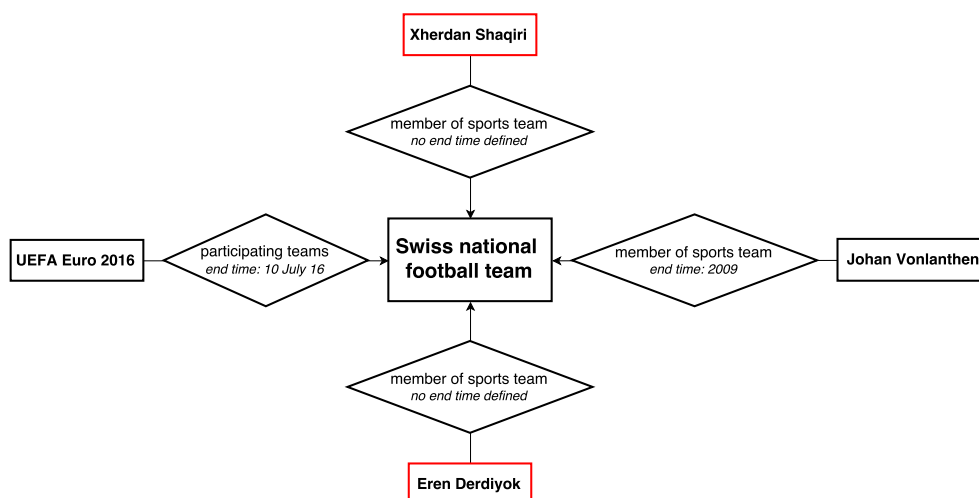 Xherdan Shaqiri
member of sports team
no end time defined
UEFA Euro 2016
participating teams
end time: 10 July 16
Swiss national
football team
member of sports team
end time: 2009
Johan Vonlanthen
member of sports team
no end time defined
Eren Derdiyok